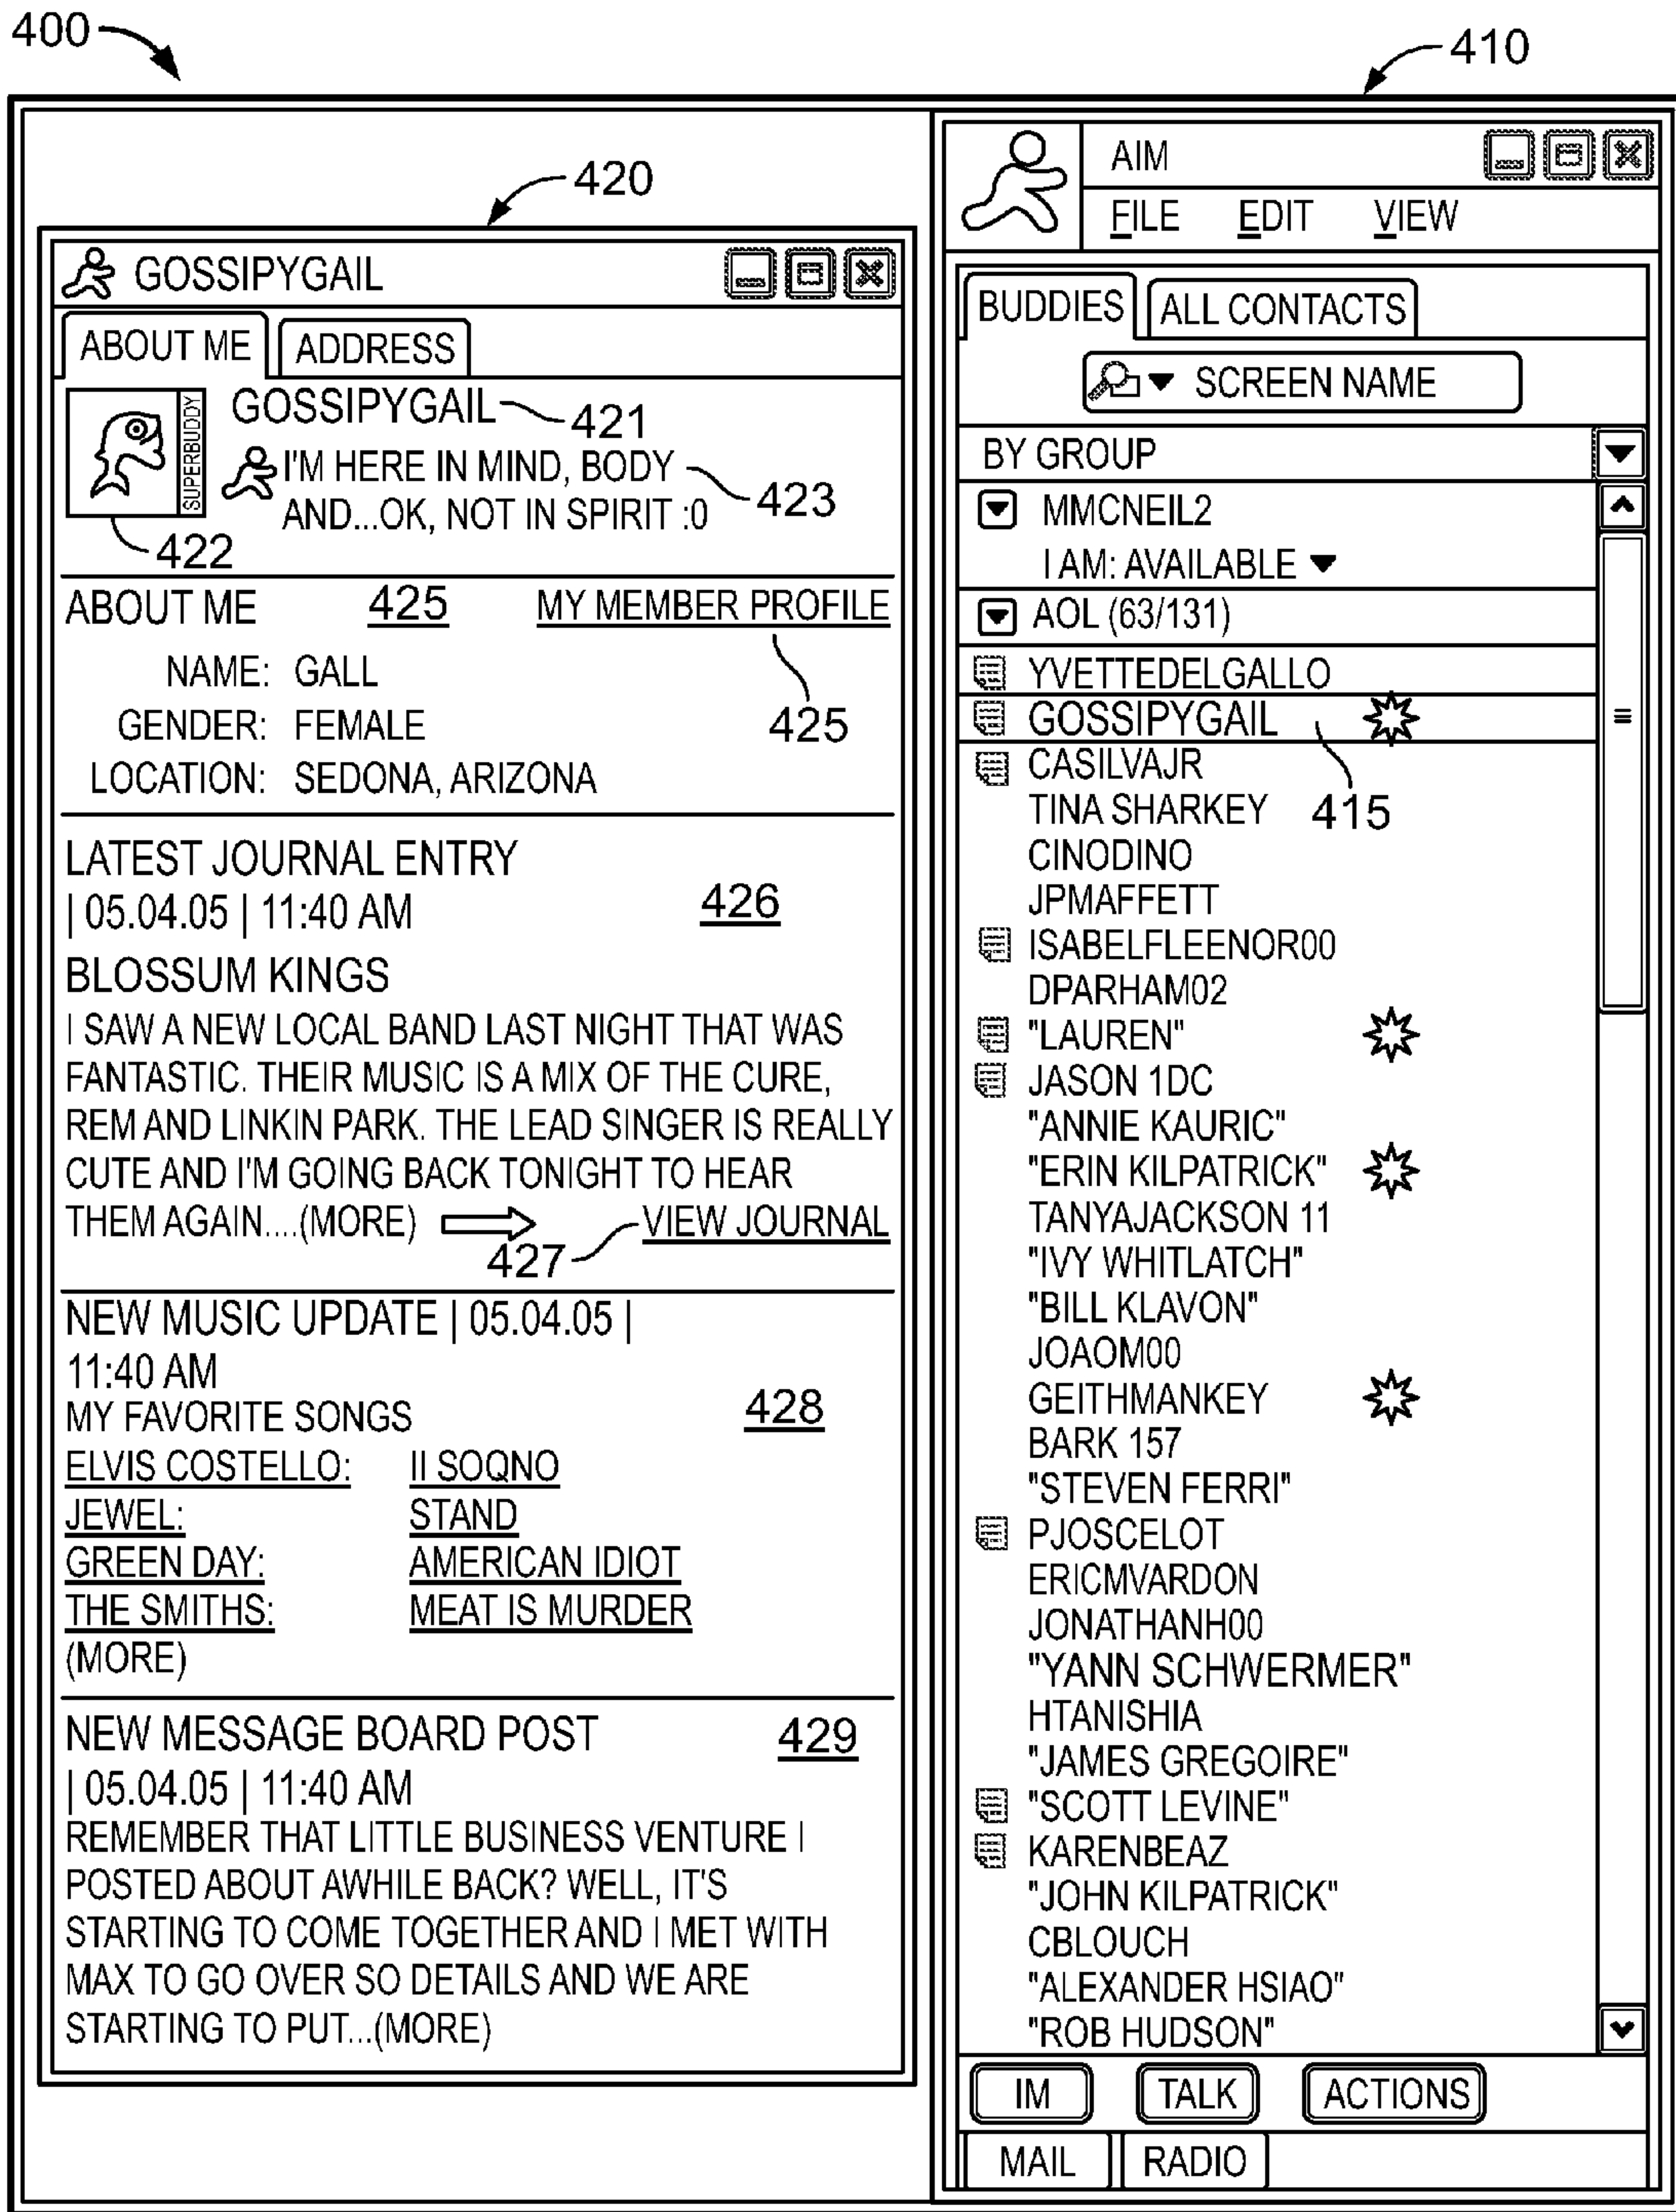 400
410
420
GOSSIPYGAIL
ABOUT ME ADDRESS
SUPERBUDDY
GOSSIPYGAIL 421
I'M HERE IN MIND, BODY
AND...OK, NOT IN SPIRIT :0 423
422
ABOUT ME 425 MY MEMBER PROFILE
NAME: GALL
GENDER: FEMALE 425
LOCATION: SEDONA, ARIZONA
LATEST JOURNAL ENTRY
| 05.04.05 | 11:40 AM 426
BLOSSUM KINGS
I SAW A NEW LOCAL BAND LAST NIGHT THAT WAS
FANTASTIC. THEIR MUSIC IS A MIX OF THE CURE,
REM AND LINKIN PARK. THE LEAD SINGER IS REALLY
CUTE AND I'M GOING BACK TONIGHT TO HEAR
THEM AGAIN....(MORE) VIEW JOURNAL
427
NEW MUSIC UPDATE | 05.04.05 |
11:40 AM
MY FAVORITE SONGS 428
ELVIS COSTELLO: II SOQNO
JEWEL: STAND
GREEN DAY: AMERICAN IDIOT
THE SMITHS: MEAT IS MURDER
(MORE)
NEW MESSAGE BOARD POST 429
| 05.04.05 | 11:40 AM
REMEMBER THAT LITTLE BUSINESS VENTURE I
POSTED ABOUT AWHILE BACK? WELL, IT'S
STARTING TO COME TOGETHER AND I MET WITH
MAX TO GO OVER SO DETAILS AND WE ARE
STARTING TO PUT...(MORE)
AIM
FILE EDIT VIEW
BUDDIES ALL CONTACTS
SCREEN NAME
BY GROUP
MMCNEIL2
I AM: AVAILABLE
AOL (63/131)
YVETTEDELGALLO
GOSSIPYGAIL
CASILVAJR
TINA SHARKEY 415
CINODINO
JPMAFFETT
ISABELFLEENOR00
DPARHAM02
"LAUREN"
JASON 1DC
"ANNIE KAURIC"
"ERIN KILPATRICK"
TANYAJACKSON 11
"IVY WHITLATCH"
"BILL KLAVON"
JOAOM00
GEITHMANKEY
BARK 157
"STEVEN FERRI"
PJOSCELOT
ERICMVARDON
JONATHANH00
"YANN SCHWERMER"
HTANISHIA
"JAMES GREGOIRE"
"SCOTT LEVINE"
KARENBEAZ
"JOHN KILPATRICK"
CBLOUCH
"ALEXANDER HSIAO"
"ROB HUDSON"
IM TALK ACTIONS
MAIL RADIO